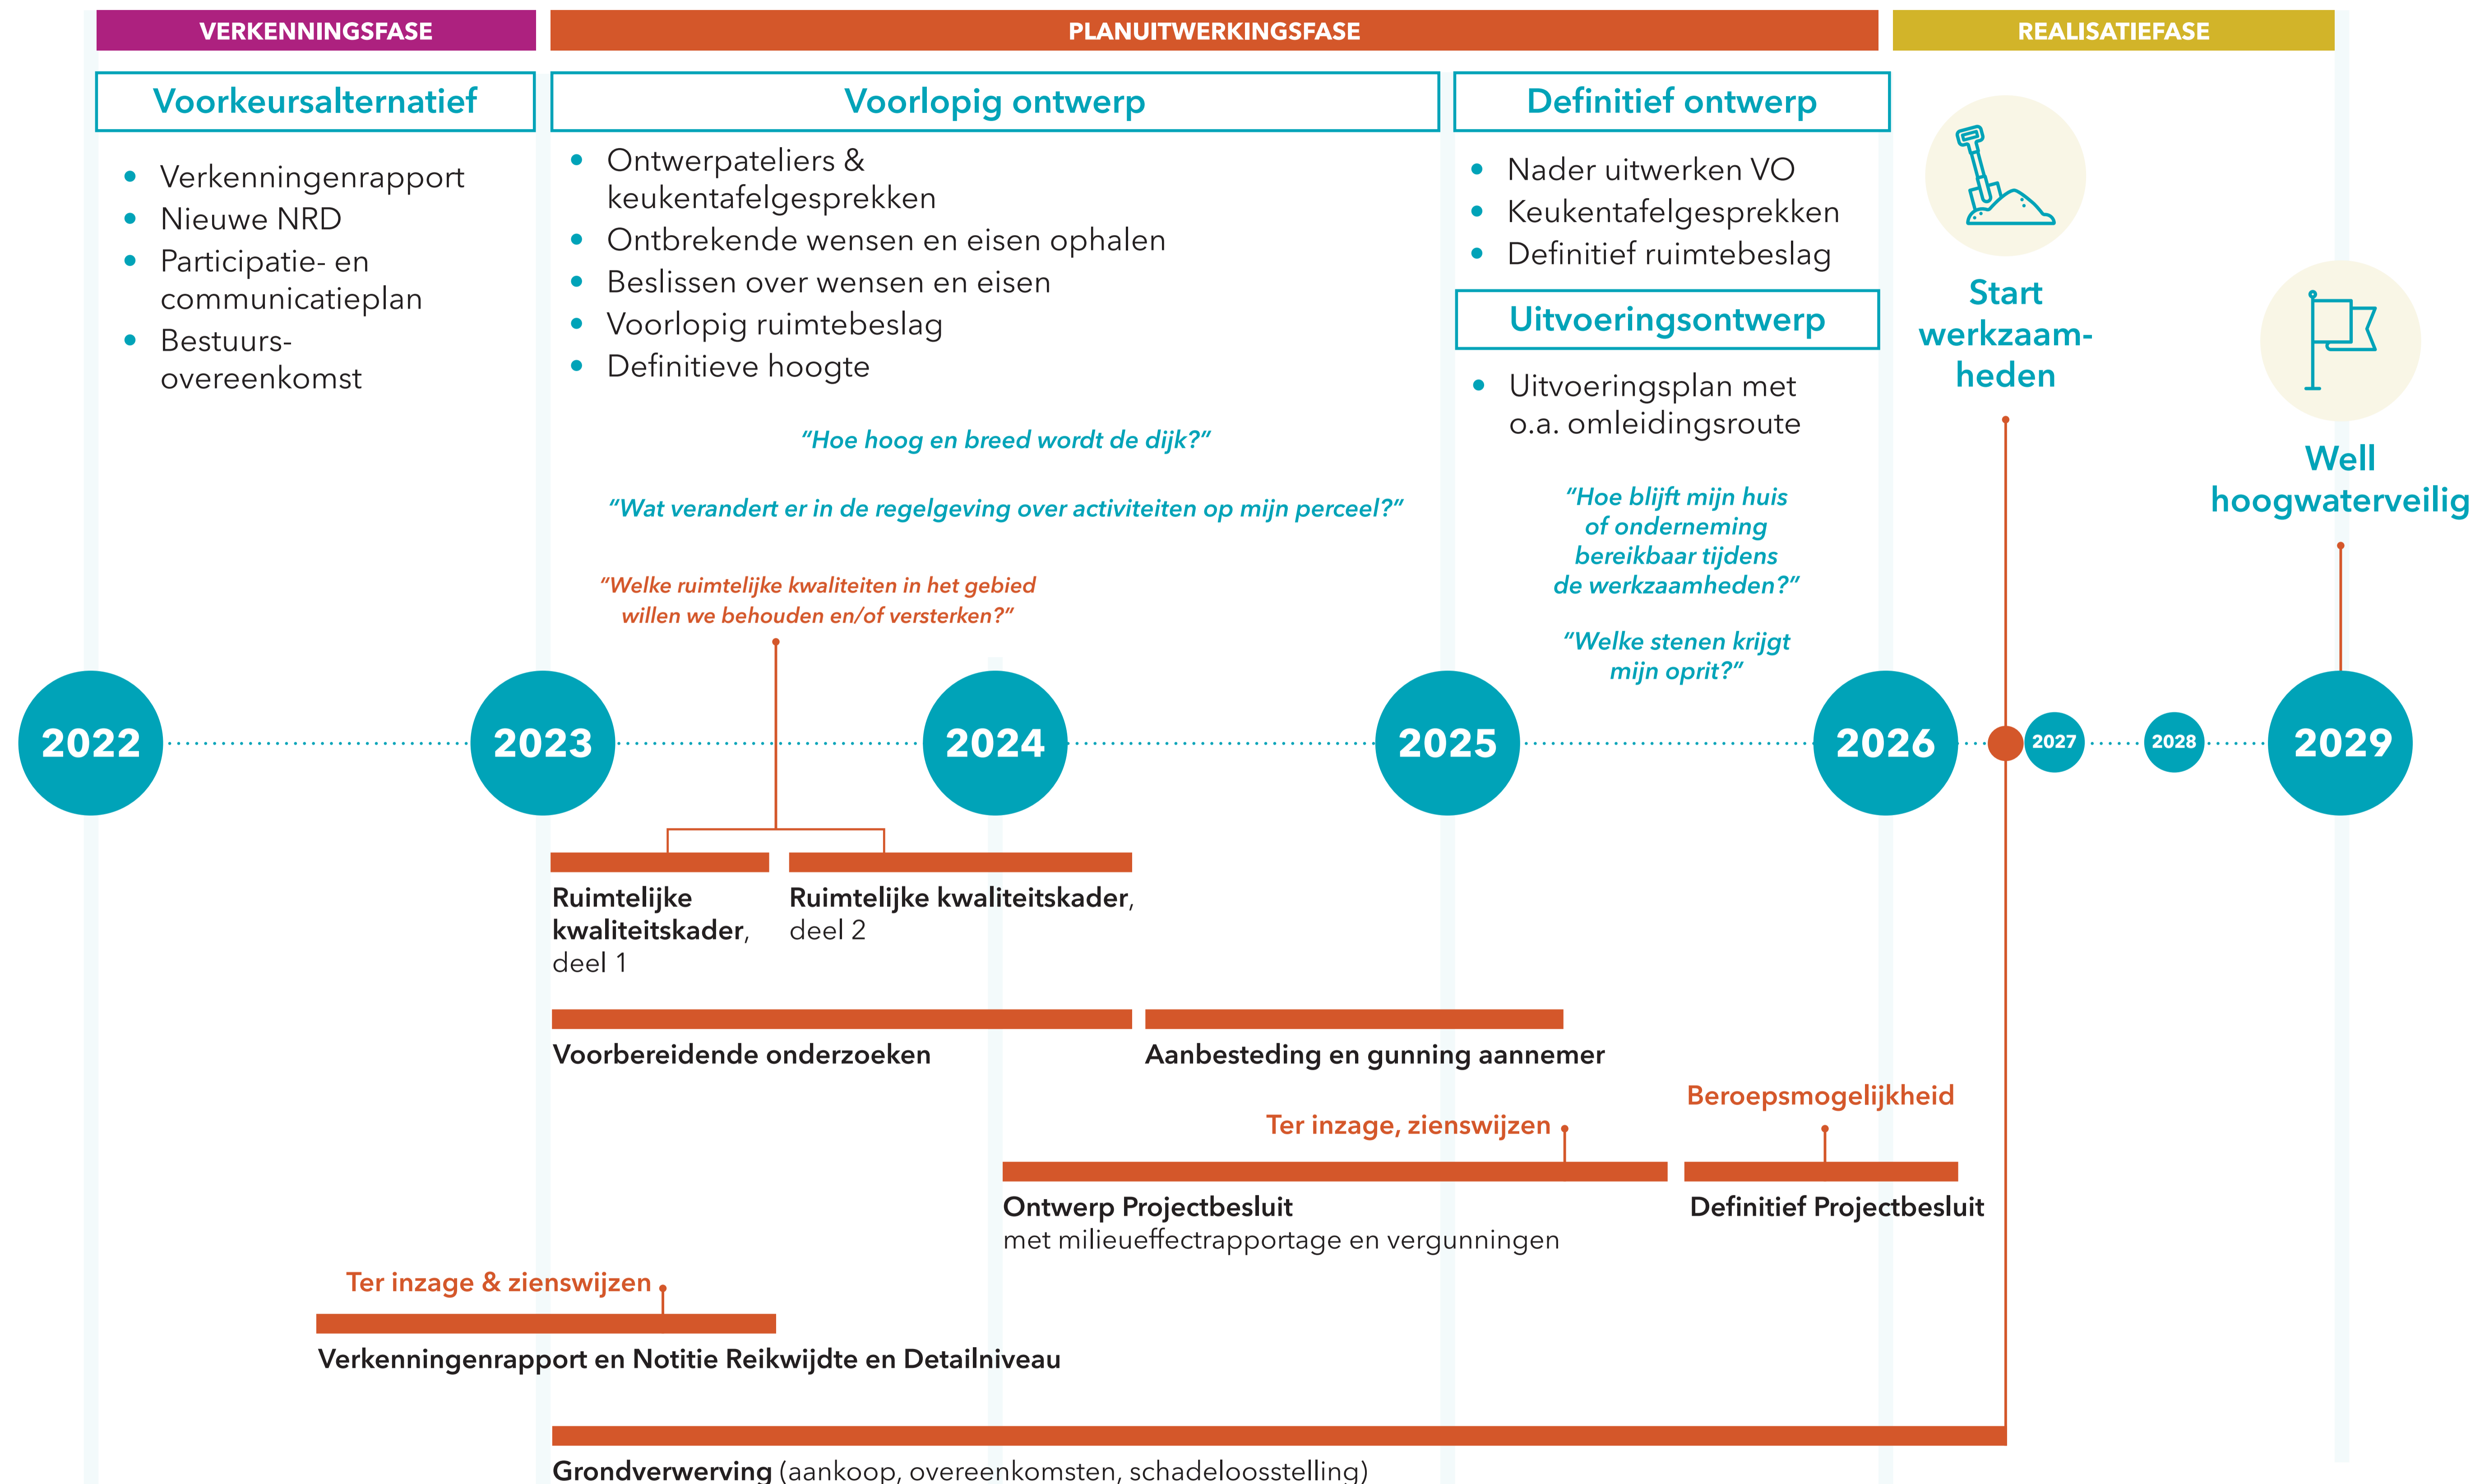 VERKENNINGSFASE
PLANUITWERKINGSFASE
REALISATIEFASE
Voorkeursalternatief
Verkenningenrapport
Nieuwe NRD
Participatie- en
communicatieplan
Bestuurs-
overeenkomst
Voorlopig ontwerp
Ontwerpateliers &
keukentafelgesprekken
Ontbrekende wensen en eisen ophalen
Beslissen over wensen en eisen
Voorlopig ruimtebeslag
Definitieve hoogte
“Hoe hoog en breed wordt de dijk?”
“Wat verandert er in de regelgeving over activiteiten op mijn perceel?”
“Welke ruimtelijke kwaliteiten in het gebied
willen we behouden en/of versterken?”
Definitief ontwerp
Nader uitwerken VO
Keukentafelgesprekken
Definitief ruimtebeslag
Uitvoeringsontwerp
Uitvoeringsplan met
o.a. omleidingsroute
“Hoe blijft mijn huis
of onderneming
bereikbaar tijdens
de werkzaamheden?”
“Welke stenen krijgt
mijn oprit?”
Start
werkzaam-
heden
Well
hoogwaterveilig
2022
2023
2024
2025
2026
2027
2028
2029
Ruimtelijke
kwaliteitskader,
deel 1
Ruimtelijke kwaliteitskader,
deel 2
Voorbereidende onderzoeken
Aanbesteding en gunning aannemer
Ter inzage, zienswijzen
Beroepsmogelijkheid
Ontwerp Projectbesluit
met milieueffectrapportage en vergunningen
Definitief Projectbesluit
Ter inzage & zienswijzen
Verkenningenrapport en Notitie Reikwijdte en Detailniveau
Grondverwerving (aankoop, overeenkomsten, schadeloosstelling)